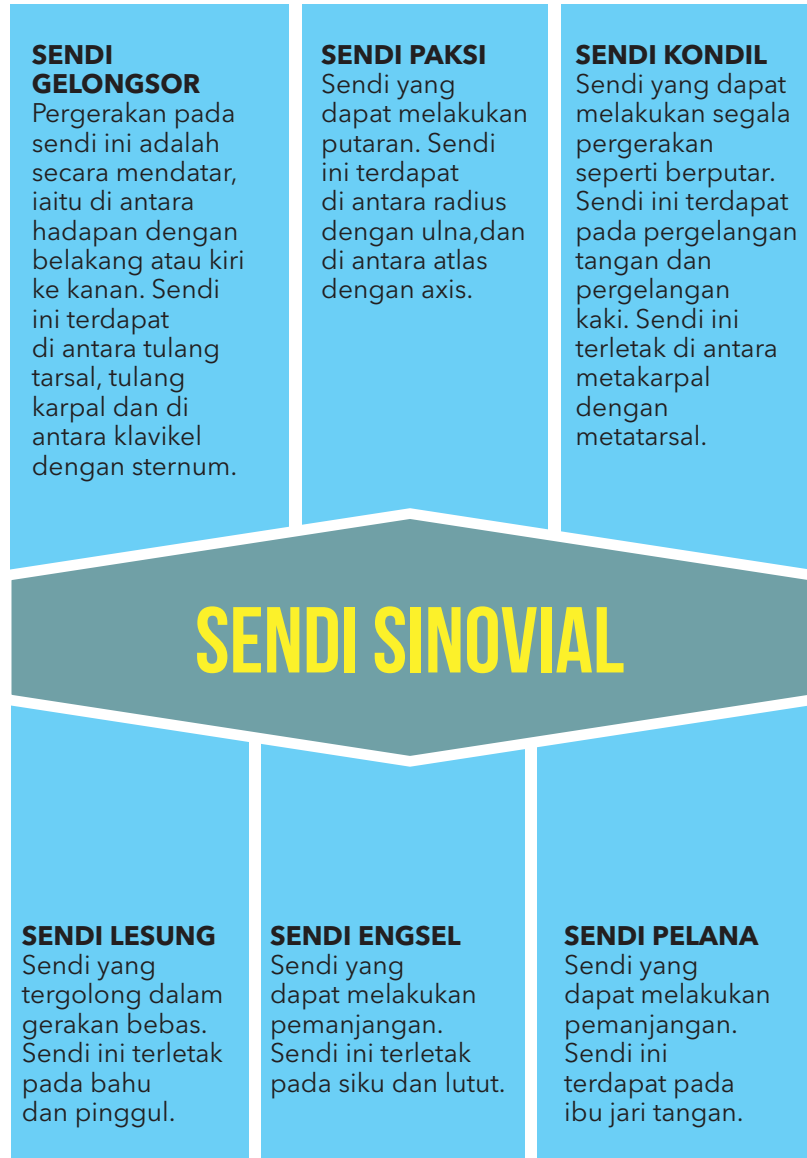 SENDI
GELONGSOR
Pergerakan pada
sendi ini adalah
secara mendatar,
iaitu di antara
hadapan dengan
belakang atau kiri
ke kanan. Sendi
ini terdapat
di antara tulang
tarsal, tulang
karpal dan di
antara klavikel
dengan sternum.
SENDI PAKSI
Sendi yang
dapat melakukan
putaran. Sendi
ini terdapat
di antara radius
dengan ulna,dan
di antara atlas
dengan axis.
SENDI KONDIL
Sendi yang dapat
melakukan segala
pergerakan
seperti berputar.
Sendi ini terdapat
pada pergelangan
tangan dan
pergelangan
kaki. Sendi ini
terletak di antara
metakarpal
dengan
metatarsal.
SENDI SINOVIAL
SENDI LESUNG
Sendi yang
tergolong dalam
gerakan bebas.
Sendi ini terletak
pada bahu
dan pinggul.
SENDI ENGSEL
Sendi yang
dapat melakukan
pemanjangan.
Sendi ini terletak
pada siku dan lutut.
SENDI PELANA
Sendi yang
dapat melakukan
pemanjangan.
Sendi ini
terdapat pada
ibu jari tangan.